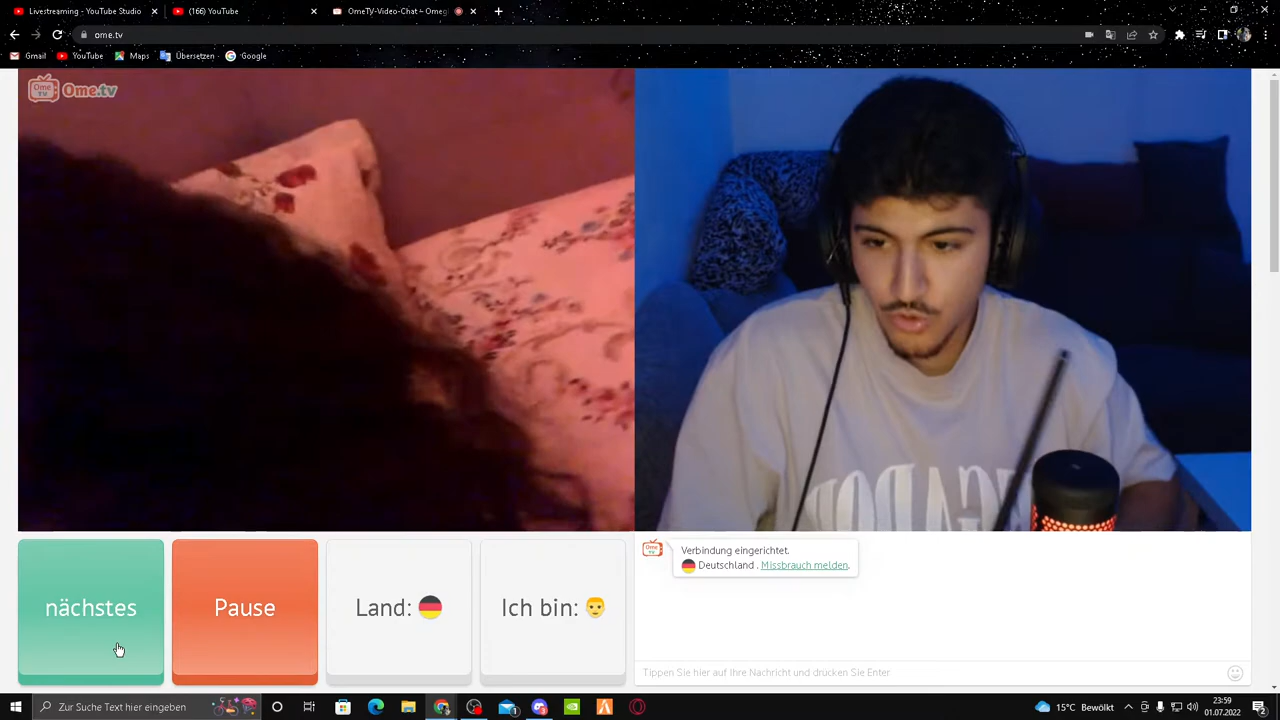 Livestreaming - YouTube Studio
(166) YouTube
OmeTV-Video-Chat – Omeg
ome.tv
Gmail
YouTube
Maps
Übersetzen
Google
Ome TV
Ome.tv
Verbindung eingerichtet.
Deutschland . Missbrauch melden.
nächstes
Pause
Land:
Ich bin:
Tippen Sie hier auf Ihre Nachricht und drücken Sie Enter
Zur Suche Text hier eingeben
15°C Bewölkt
23:59
01.07.2022